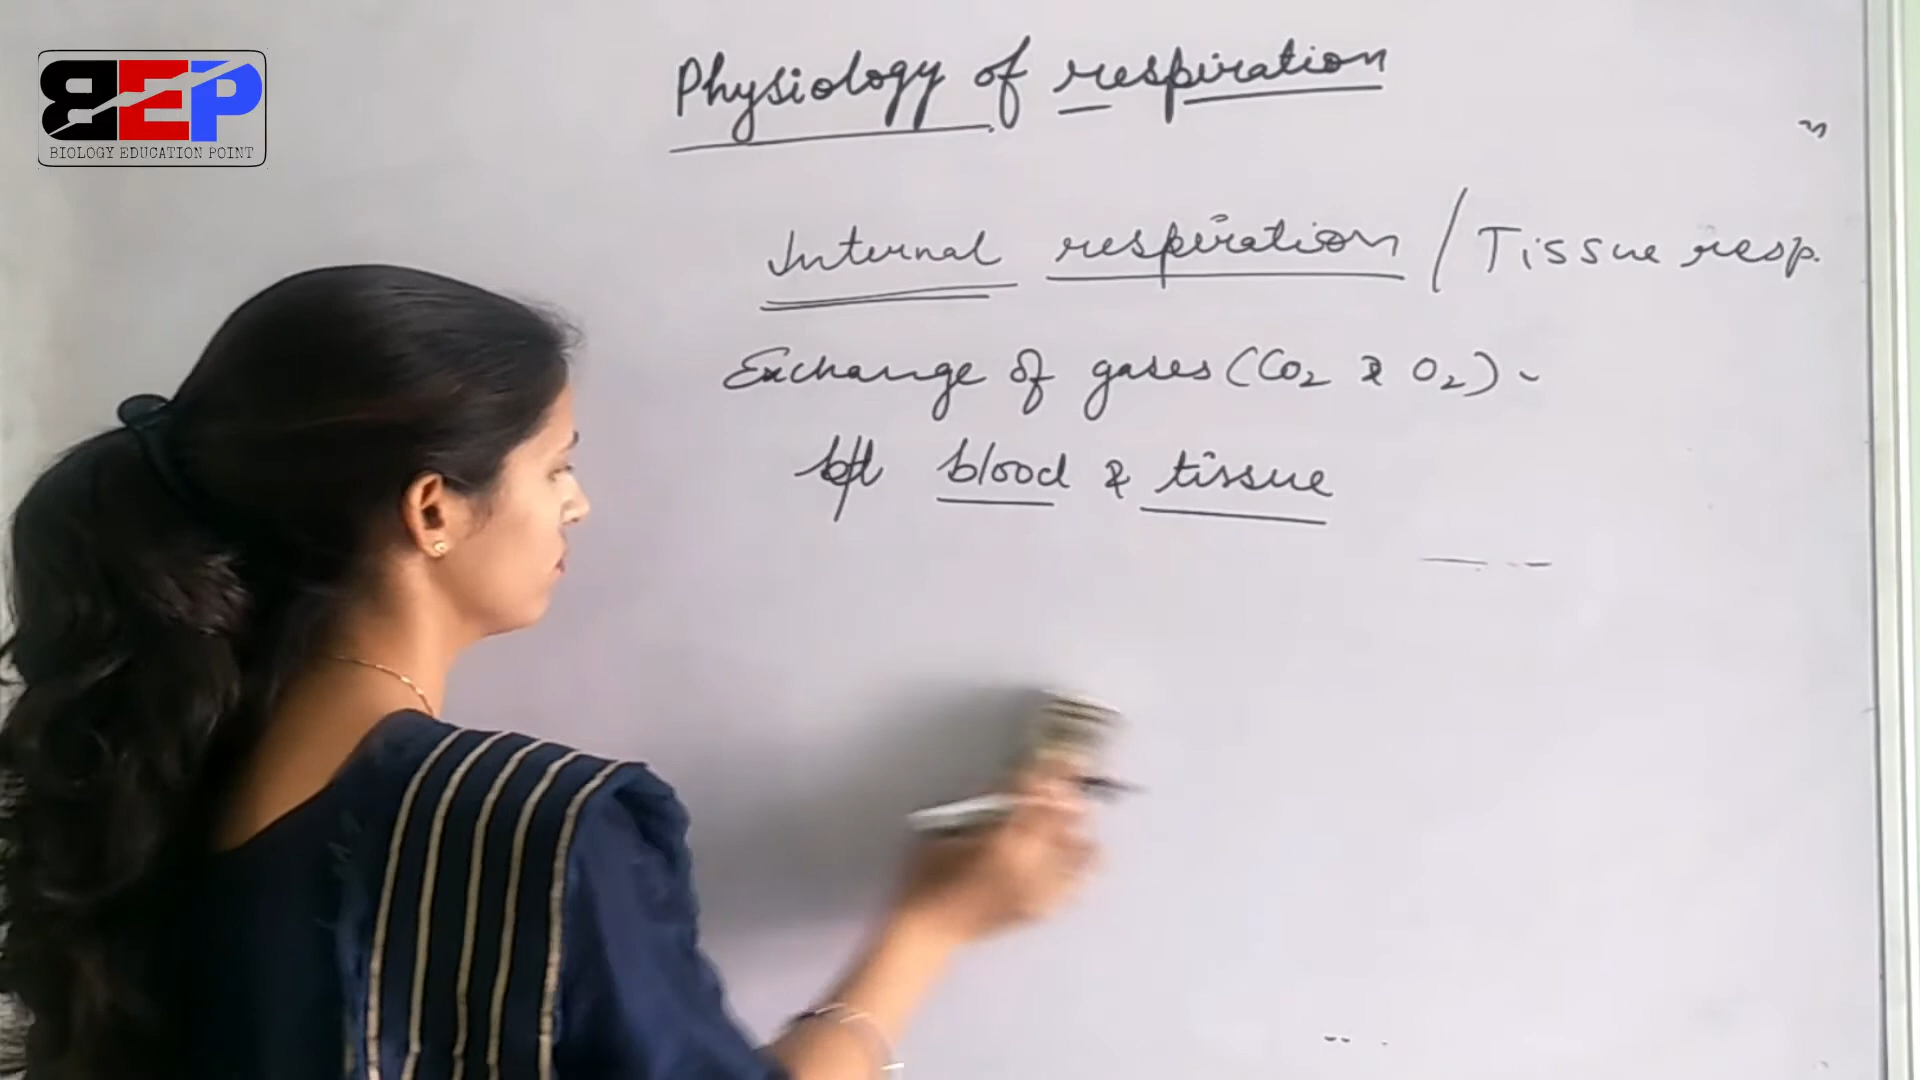 BEP
BIOLOGY EDUCATION POINT
Physiology of respiration
Internal respiration / Tissue resp.
Exchange of gases (CO2 & O2)
b/t blood & tissue